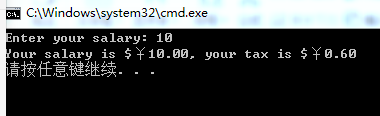 C:\Windows\system32\cmd.exe
Enter your salary: 10
Your salary is $￥10.00, your tax is $￥0.60
请按任意键继续. . .